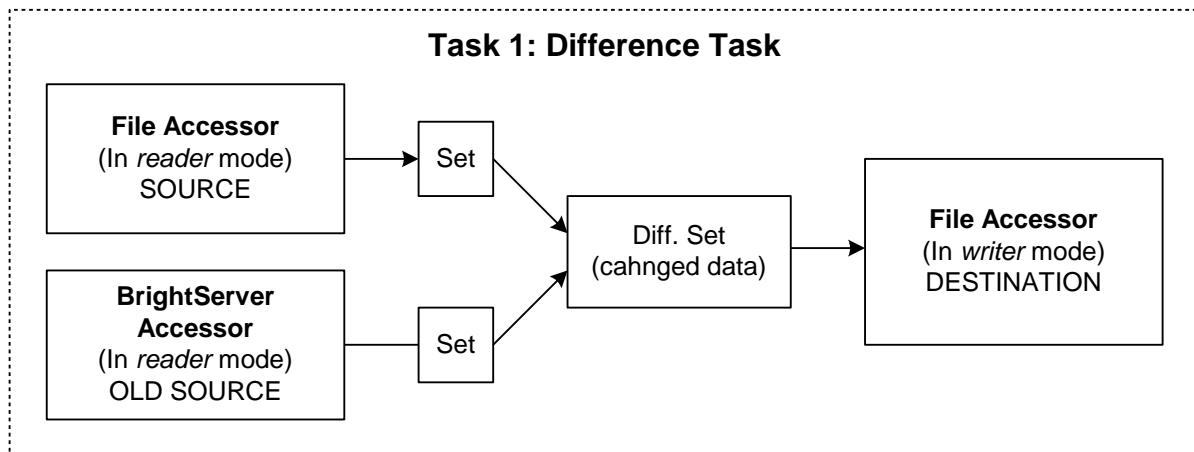 Task 1: Difference Task
File Accessor
(In reader mode)
SOURCE
Set
BrightServer
Accessor
(In reader mode)
OLD SOURCE
Set
Diff. Set
(cahnged data)
File Accessor
(In writer mode)
DESTINATION